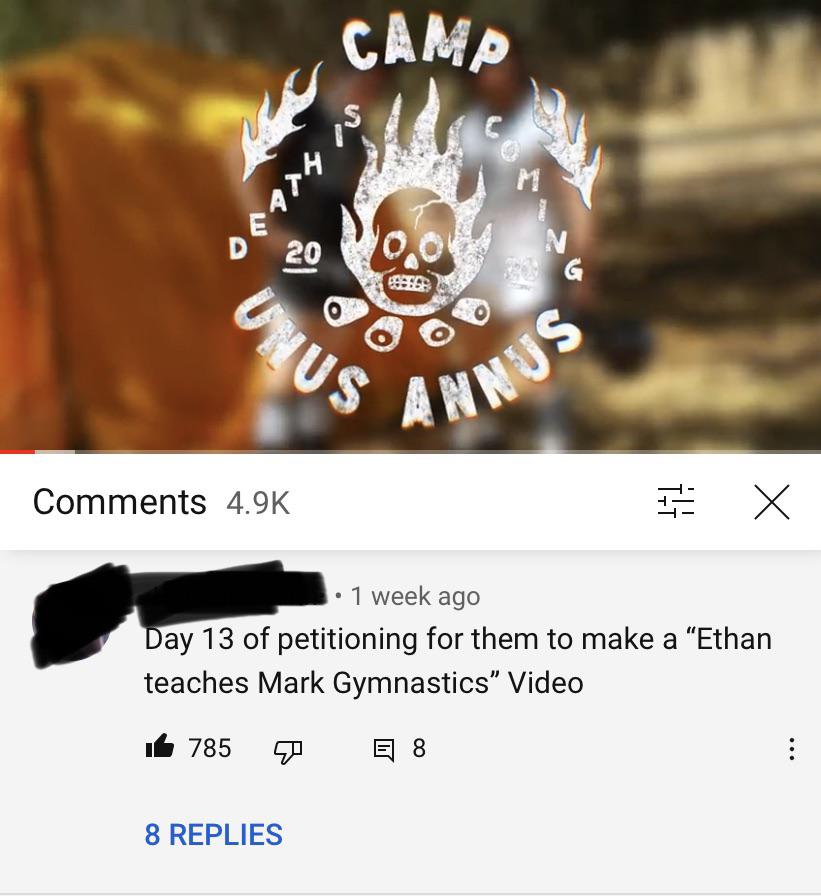 CAMP
DEATH IS COMING
20 20
UNUS ANNUS
Comments 4.9K
• 1 week ago
Day 13 of petitioning for them to make a “Ethan
teaches Mark Gymnastics” Video
785 8
8 REPLIES